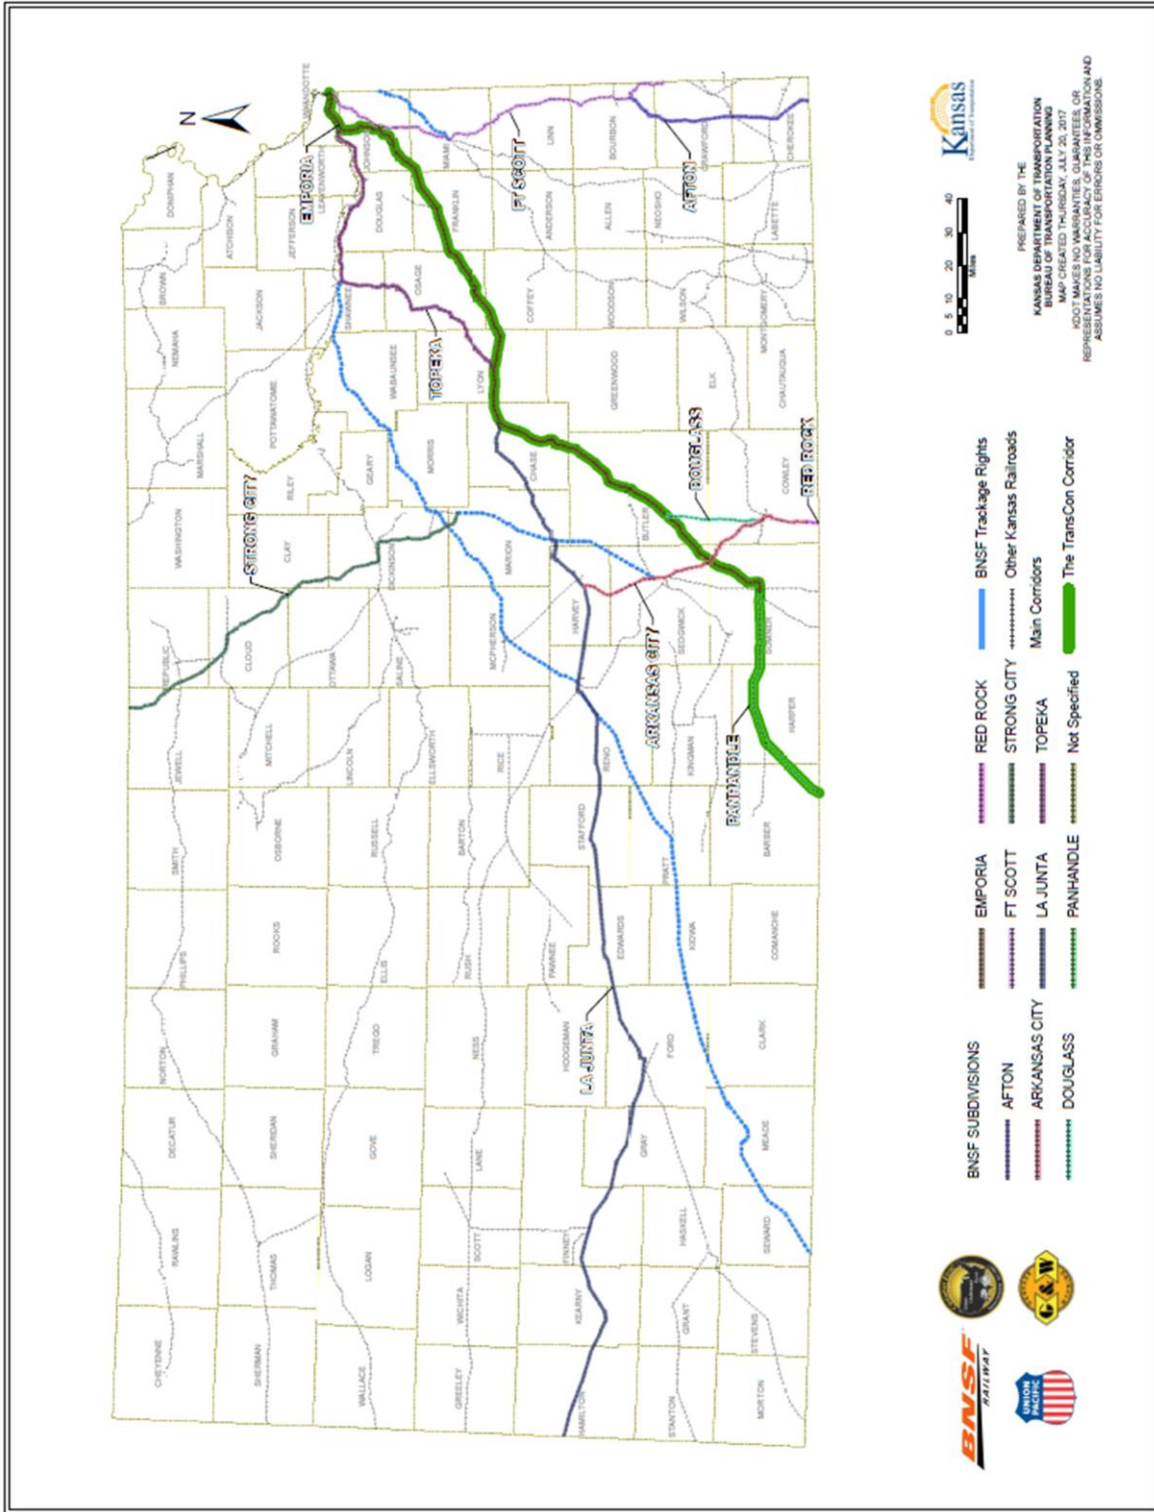 CHEYENNE
RAWLINS
DECATUR
NORTON
PHILLIPS
SMITH
JEWELL
REPUBLIC
WASHINGTON
MARSHALL
NEMAHA
BROWN
DONIPHAN
N
SHERMAN
THOMAS
SHERIDAN
GRAHAM
ROOKS
OSBORNE
MITCHELL
CLOUD
STRONG CITY
CLAY
RILEY
POTTAWATOMIE
JACKSON
ATCHISON
JEFFERSON
LEAVENWORTH
WYANDOTTE
EMPORIA
WALLACE
LOGAN
GOVE
TREGO
ELLIS
RUSSELL
LINCOLN
OTTAWA
SALINE
DICKINSON
GEARY
WABAUNSEE
SHAWNEE
DOUGLAS
JOHNSON
GREELEY
WICHITA
SCOTT
LANE
NESS
RUSH
BARTON
ELLSWORTH
RICE
MCPHERSON
MARION
MORRIS
TOPEKA
LYON
OSAGE
FRANKLIN
MIAMI
HAMILTON
KEARNY
FINNEY
HODGEMAN
PAWNEE
STAFFORD
RENO
HARVEY
CHASE
COFFEY
ANDERSON
LINN
FT SCOTT
LA JUNTA
GRAY
FORD
EDWARDS
ARKANSAS CITY
SEDGWICK
BUTLER
GREENWOOD
WOODSON
ALLEN
BOURBON
STANTON
GRANT
HASKELL
KIOWA
PRATT
KINGMAN
DOUGLASS
ELK
WILSON
NEOSHO
CRAWFORD
AFTON
MORTON
STEVENS
SEWARD
MEADE
CLARK
COMANCHE
BARBER
PANHANDLE
HARPER
SUMNER
COWLEY
RED ROCK
CHAUTAUQUA
MONTGOMERY
LABETTE
CHEROKEE
BNSF
RAILWAY
UNION
PACIFIC
G&W
BNSF SUBDIVISIONS
AFTON
ARKANSAS CITY
DOUGLASS
EMPORIA
FT SCOTT
LA JUNTA
PANHANDLE
RED ROCK
STRONG CITY
TOPEKA
Not Specified
BNSF Trackage Rights
Other Kansas Railroads
Main Corridors
The TransCon Corridor
0 5 10 20 30 40
Miles
Kansas
Department of Transportation
PREPARED BY THE
KANSAS DEPARTMENT OF TRANSPORTATION
BUREAU OF TRANSPORTATION PLANNING
MAP CREATED THURSDAY, JULY 20, 2017
KDOT MAKES NO WARRANTIES, GUARANTEES, OR
REPRESENTATIONS FOR ACCURACY OF THIS INFORMATION AND
ASSUMES NO LIABILITY FOR ERRORS OR OMMISSIONS.